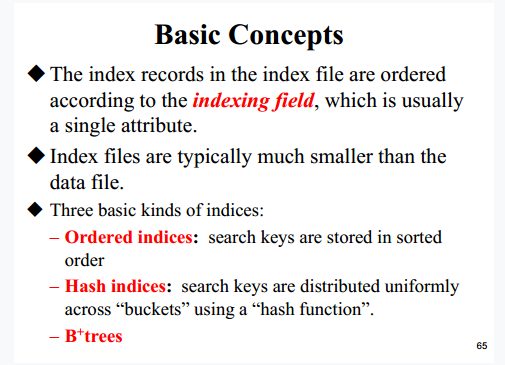 Basic Concepts
◆ The index records in the index file are ordered
according to the indexing field, which is usually
a single attribute.
◆ Index files are typically much smaller than the
data file.
◆ Three basic kinds of indices:
– Ordered indices: search keys are stored in sorted
order
– Hash indices: search keys are distributed uniformly
across “buckets” using a “hash function”.
– B⁺trees
65